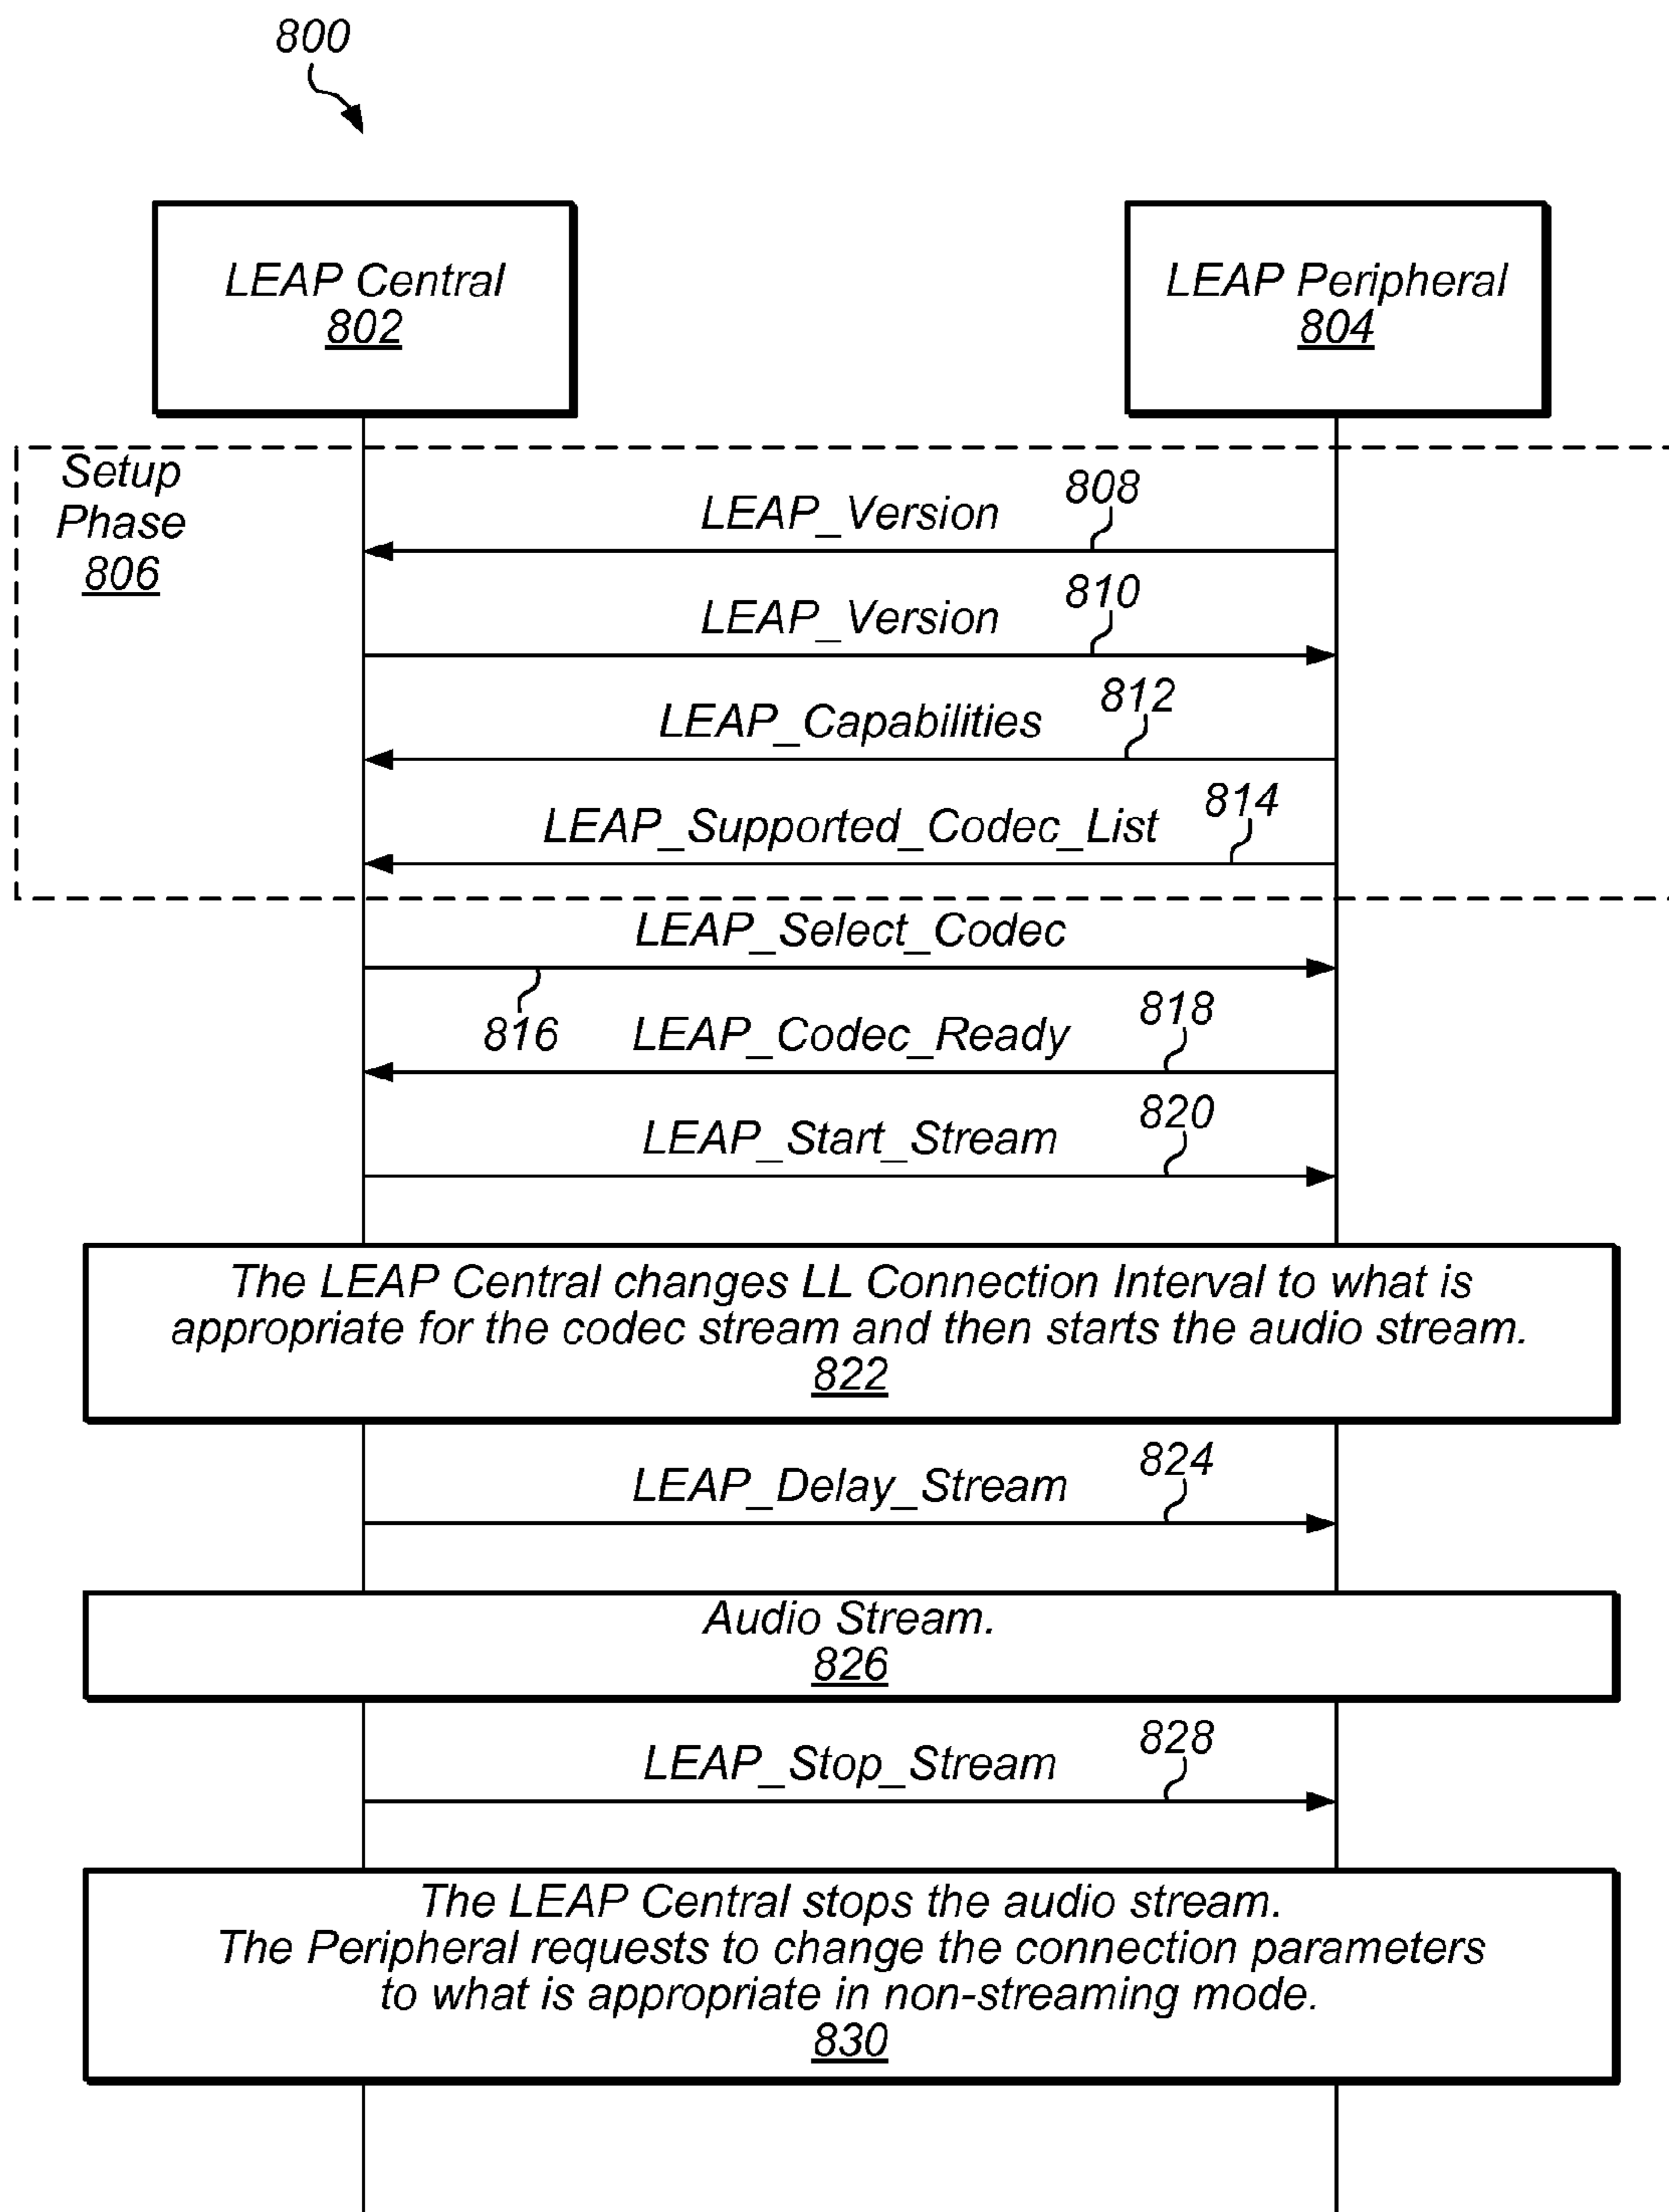 800
LEAP Central
802
LEAP Peripheral
804
Setup
Phase
806
LEAP_Version
808
LEAP_Version
810
LEAP_Capabilities
812
LEAP_Supported_Codec_List
814
LEAP_Select_Codec
816
LEAP_Codec_Ready
818
LEAP_Start_Stream
820
The LEAP Central changes LL Connection Interval to what is
appropriate for the codec stream and then starts the audio stream.
822
LEAP_Delay_Stream
824
Audio Stream.
826
LEAP_Stop_Stream
828
The LEAP Central stops the audio stream.
The Peripheral requests to change the connection parameters
to what is appropriate in non-streaming mode.
830